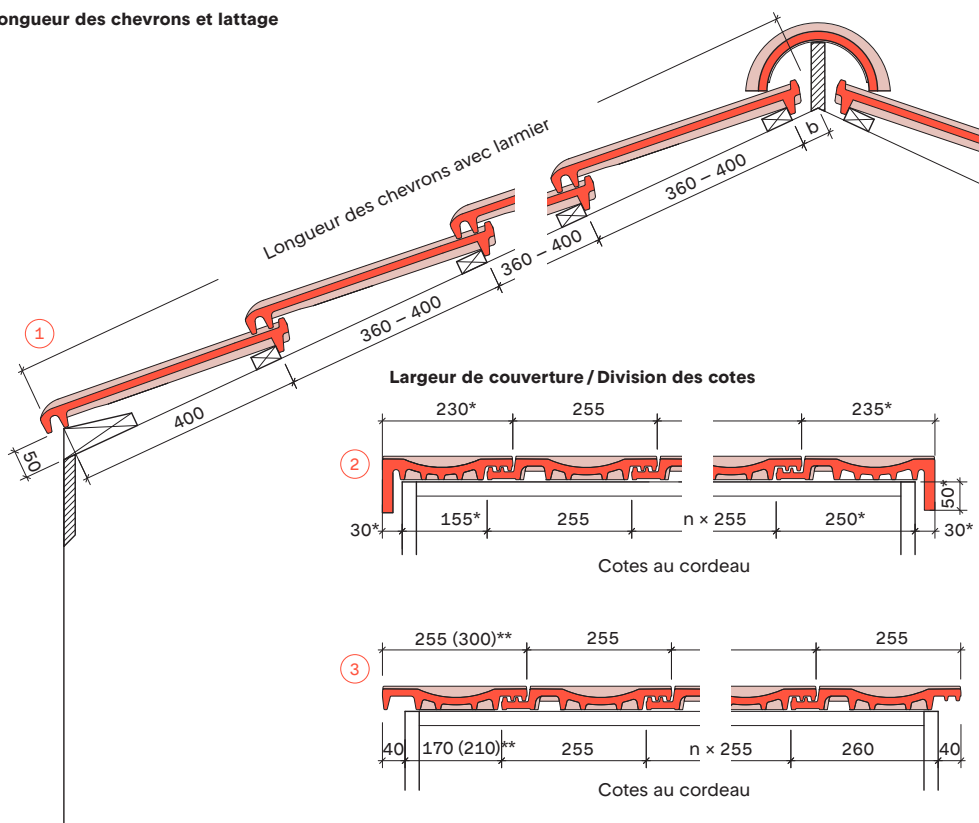 ongueur des chevrons et lattage
Longueur des chevrons avec larmier
b
360 – 400
360 – 400
360 – 400
400
50
1
Largeur de couverture / Division des cotes
230* 255 235*
2
50*
30* 155* 255 n × 255 250* 30*
Cotes au cordeau
255 (300)** 255 255
3
40 170 (210)** 255 n × 255 260 40
Cotes au cordeau